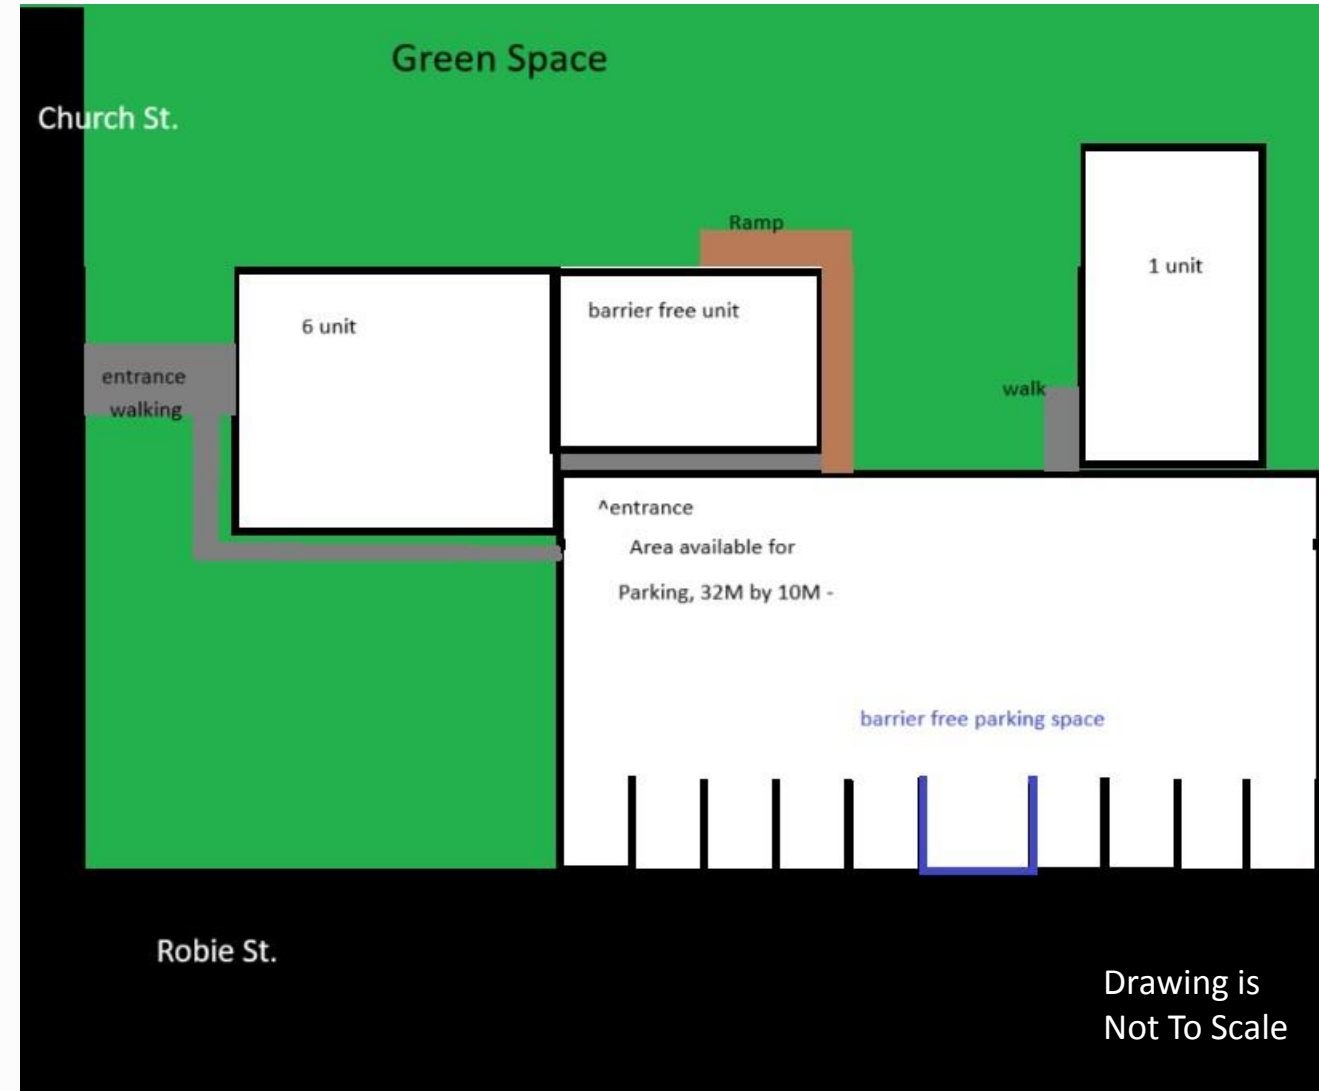 Green Space
Church St.
Ramp
1 unit
barrier free unit
6 unit
entrance
walking
walk
^entrance
Area available for
Parking, 32M by 10M -
barrier free parking space
Robie St.
Drawing is
Not To Scale